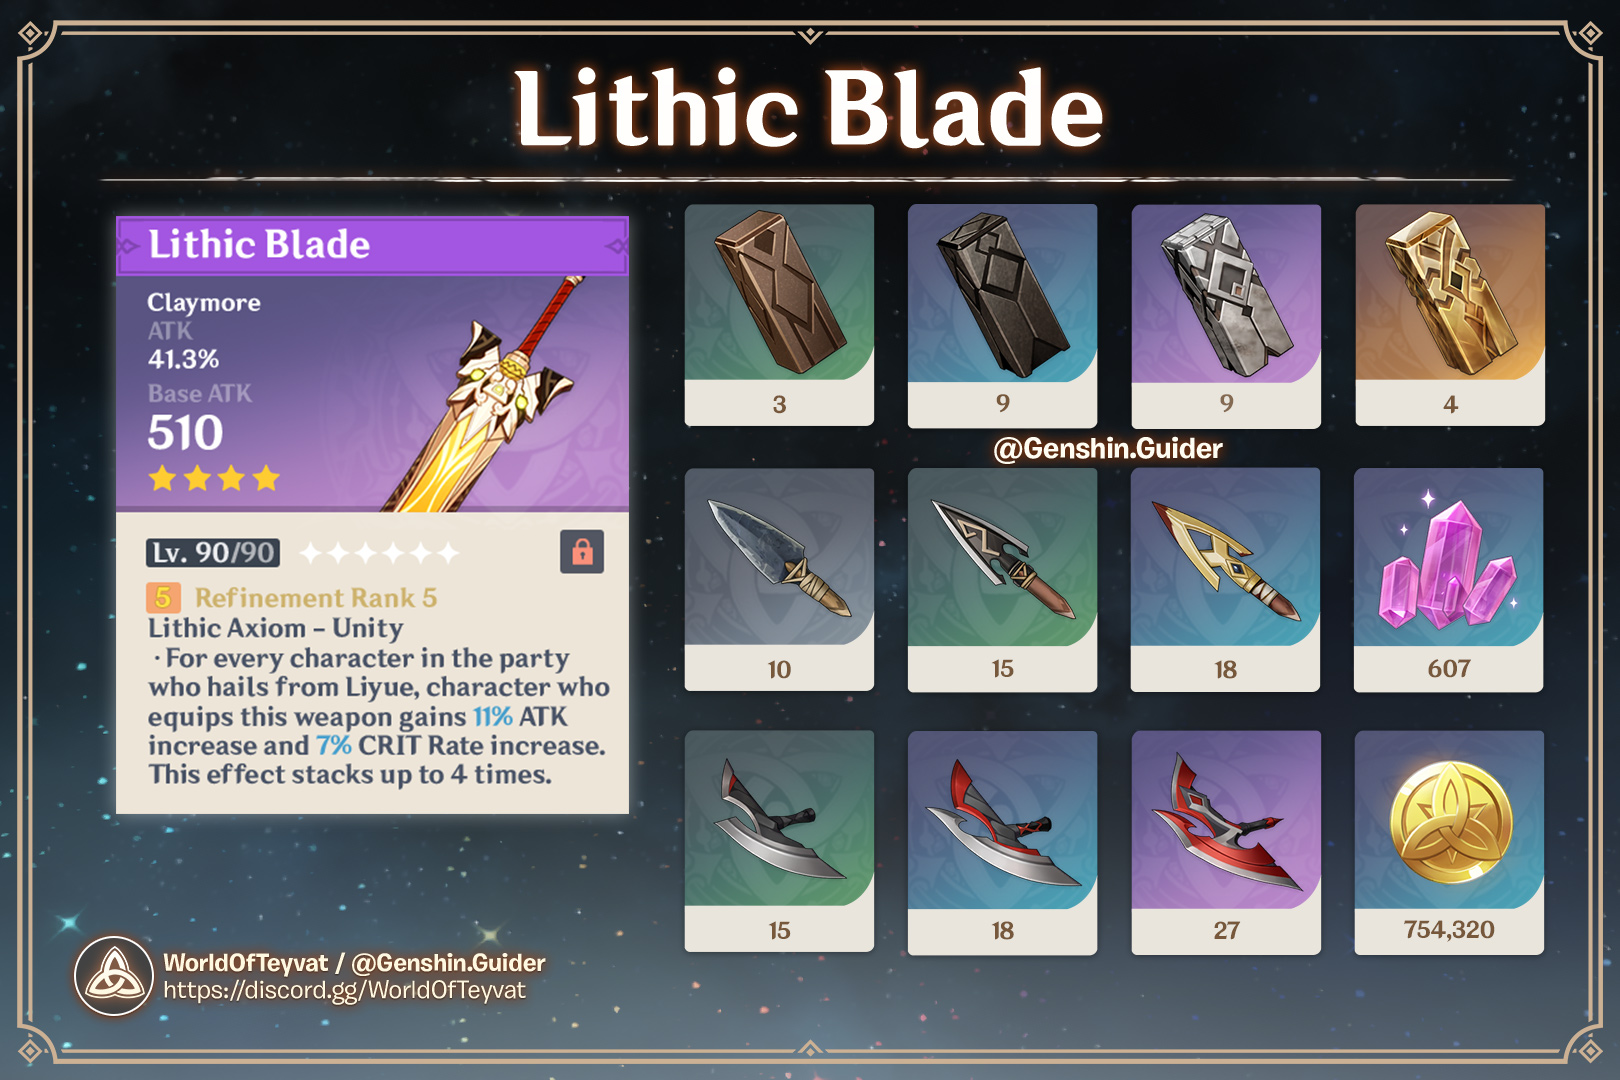 Lithic Blade
Lithic Blade
Claymore
ATK
41.3%
Base ATK
510
Lv. 90/90
5 Refinement Rank 5
Lithic Axiom – Unity
· For every character in the party
who hails from Liyue, character who
equips this weapon gains 11% ATK
increase and 7% CRIT Rate increase.
This effect stacks up to 4 times.
3
9
9
4
@Genshin.Guider
10
15
18
607
15
18
27
754,320
WorldOfTeyvat / @Genshin.Guider
https://discord.gg/WorldOfTeyvat